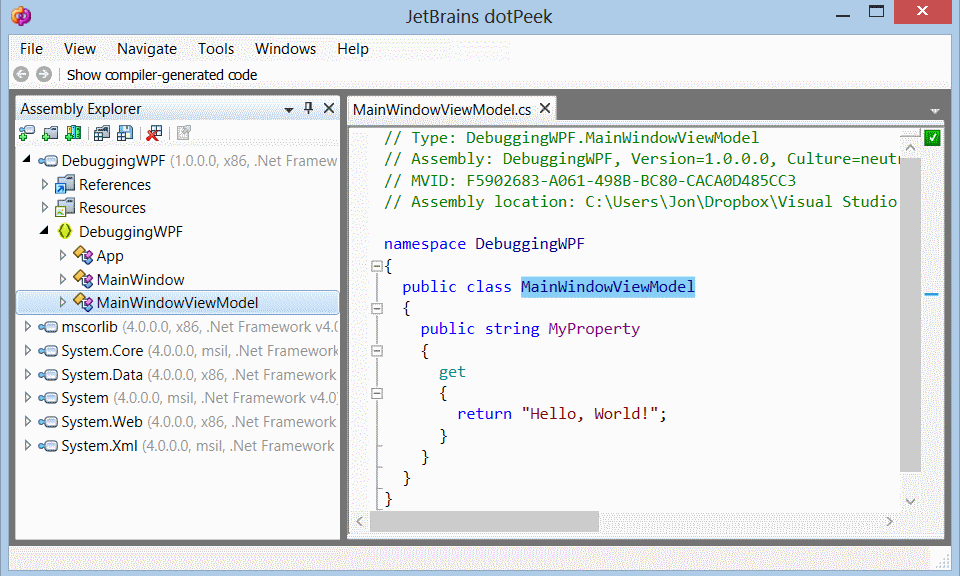 JetBrains dotPeek
File View Navigate Tools Windows Help
Show compiler-generated code
Assembly Explorer
DebuggingWPF (1.0.0.0, x86, .Net Framew
References
Resources
DebuggingWPF
App
MainWindow
MainWindowViewModel
mscorlib (4.0.0.0, x86, .Net Framework v4.0
System.Core (4.0.0.0, msil, .Net Framework
System.Data (4.0.0.0, x86, .Net Framework
System (4.0.0.0, msil, .Net Framework v4.0
System.Web (4.0.0.0, x86, .Net Framework
System.Xml (4.0.0.0, msil, .Net Framework
MainWindowViewModel.cs
// Type: DebuggingWPF.MainWindowViewModel
// Assembly: DebuggingWPF, Version=1.0.0.0, Culture=neut
// MVID: F5902683-A061-498B-BC80-CACA0D485CC3
// Assembly location: C:\Users\Jon\Dropbox\Visual Studio
namespace DebuggingWPF
{
public class MainWindowViewModel
{
public string MyProperty
{
get
{
return "Hello, World!";
}
}
}
}